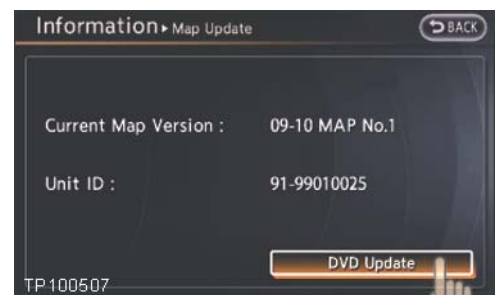 Information ▸ Map Update
BACK
Current Map Version : 09-10 MAP No.1
Unit ID : 91-99010025
DVD Update
TP100507